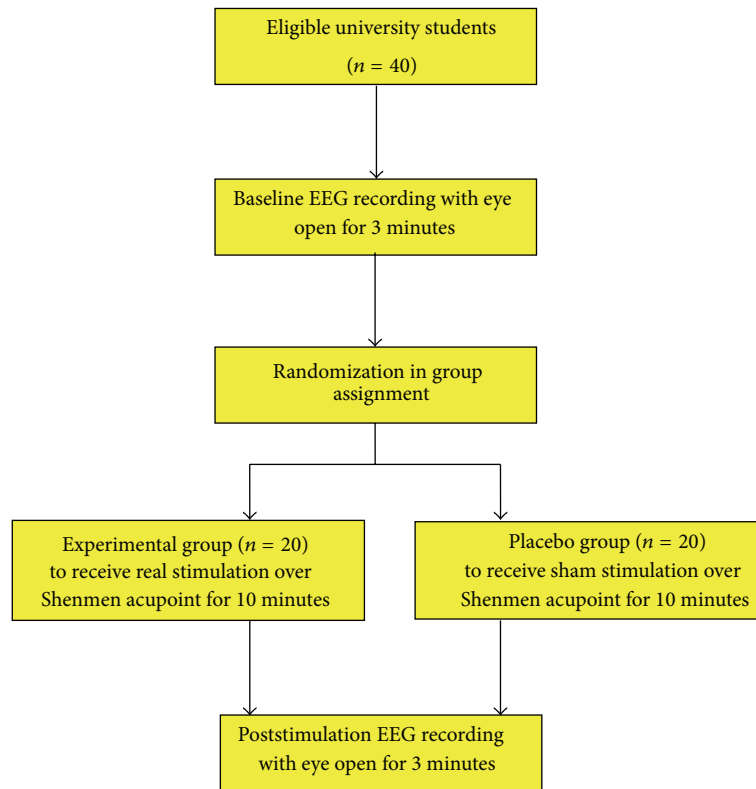 Eligible university students
(n = 40)
Baseline EEG recording with eye
open for 3 minutes
Randomization in group
assignment
Experimental group (n = 20)
to receive real stimulation over
Shenmen acupoint for 10 minutes
Placebo group (n = 20)
to receive sham stimulation over
Shenmen acupoint for 10 minutes
Poststimulation EEG recording
with eye open for 3 minutes